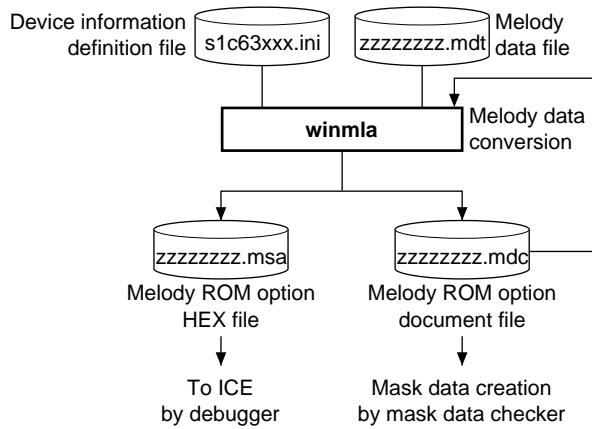 Device information
definition file
s1c63xxx.ini
zzzzzzzz.mdt
Melody
data file
winmla
Melody data
conversion
zzzzzzzz.msa
zzzzzzzz.mdc
Melody ROM option
HEX file
Melody ROM option
document file
To ICE
by debugger
Mask data creation
by mask data checker